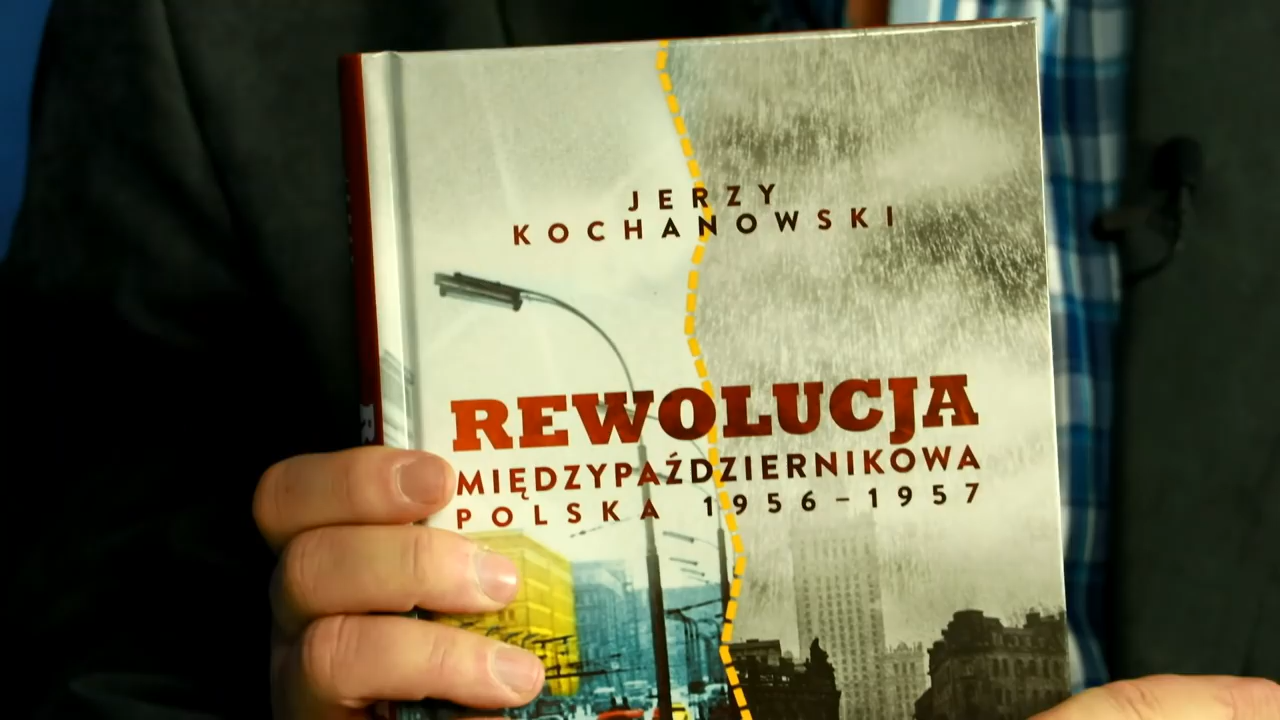 JERZY
KOCHANOWSKI
REWOLUCJA
MIĘDZYPAŹDZIERNIKOWA
POLSKA 1956–1957
R